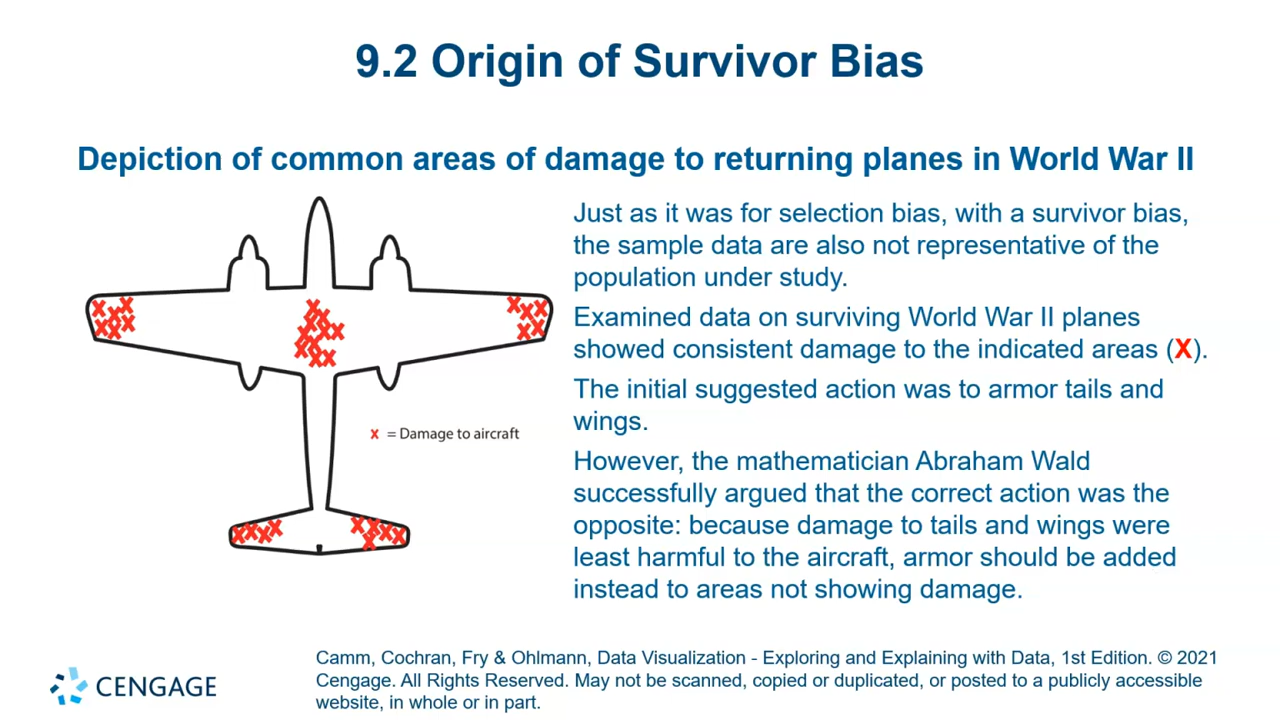 9.2 Origin of Survivor Bias
Depiction of common areas of damage to returning planes in World War II
Just as it was for selection bias, with a survivor bias,
the sample data are also not representative of the
population under study.
Examined data on surviving World War II planes
showed consistent damage to the indicated areas (X).
The initial suggested action was to armor tails and
wings.
However, the mathematician Abraham Wald
successfully argued that the correct action was the
opposite: because damage to tails and wings were
least harmful to the aircraft, armor should be added
instead to areas not showing damage.
x = Damage to aircraft
CENGAGE
Camm, Cochran, Fry & Ohlmann, Data Visualization - Exploring and Explaining with Data, 1st Edition. © 2021
Cengage. All Rights Reserved. May not be scanned, copied or duplicated, or posted to a publicly accessible
website, in whole or in part.